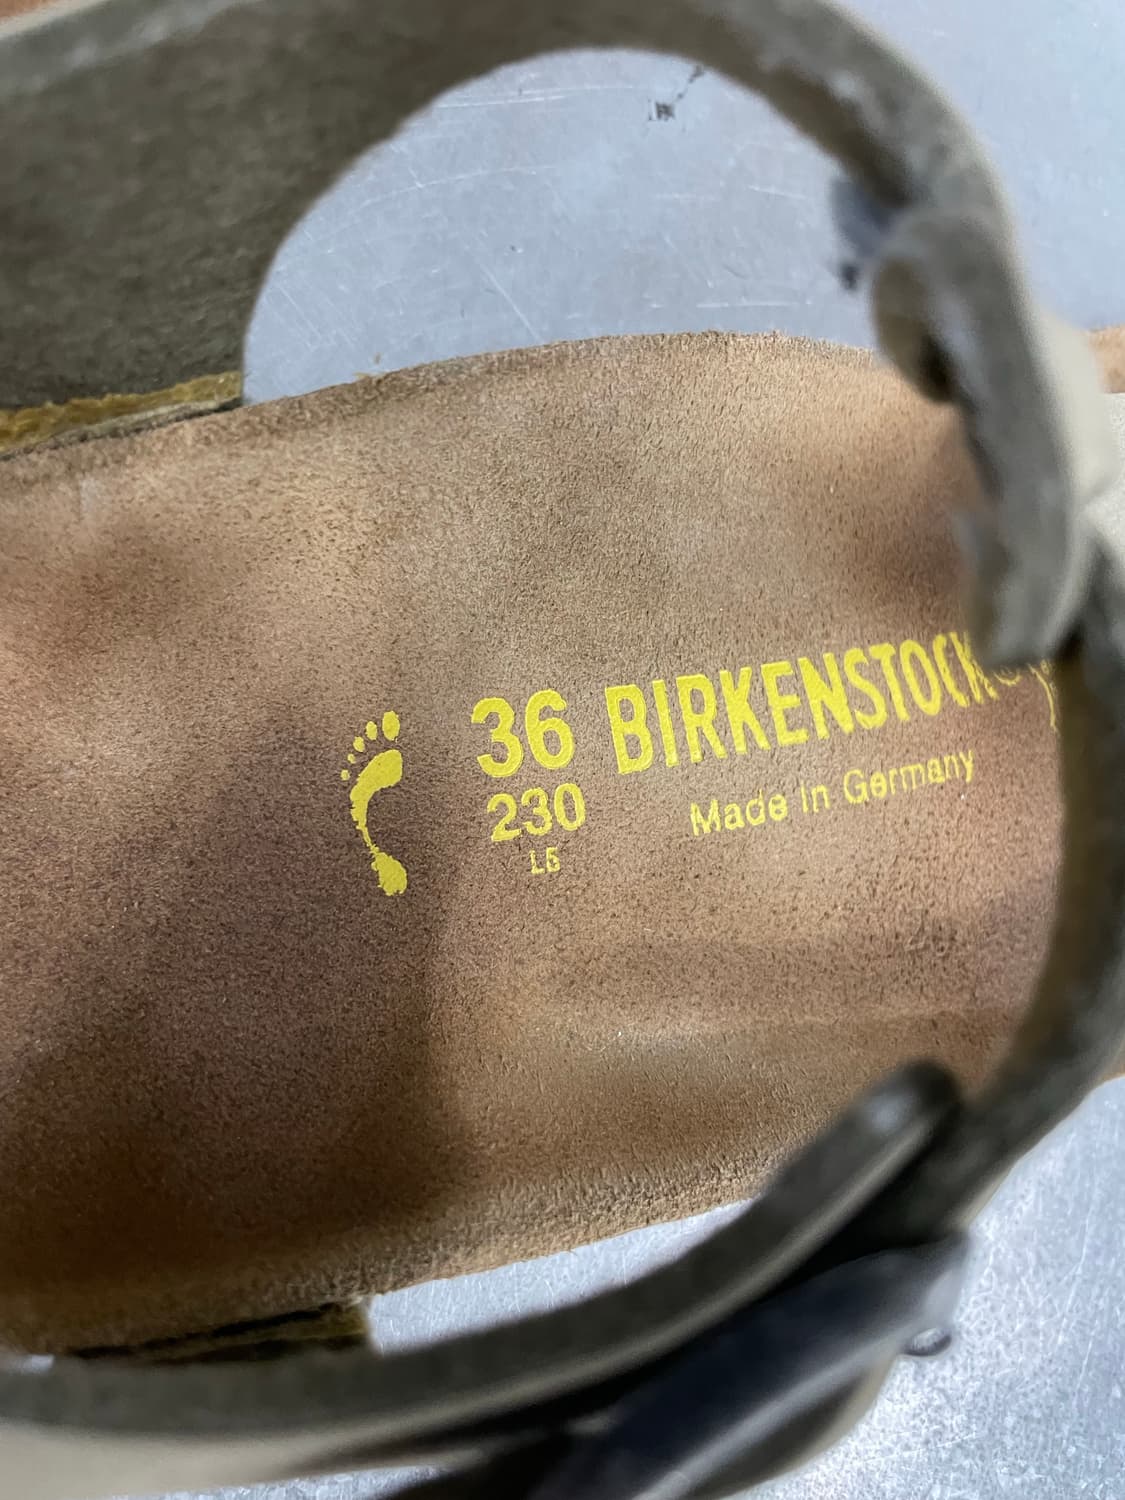 36 BIRKENSTOCK
230
Made in Germany
L5